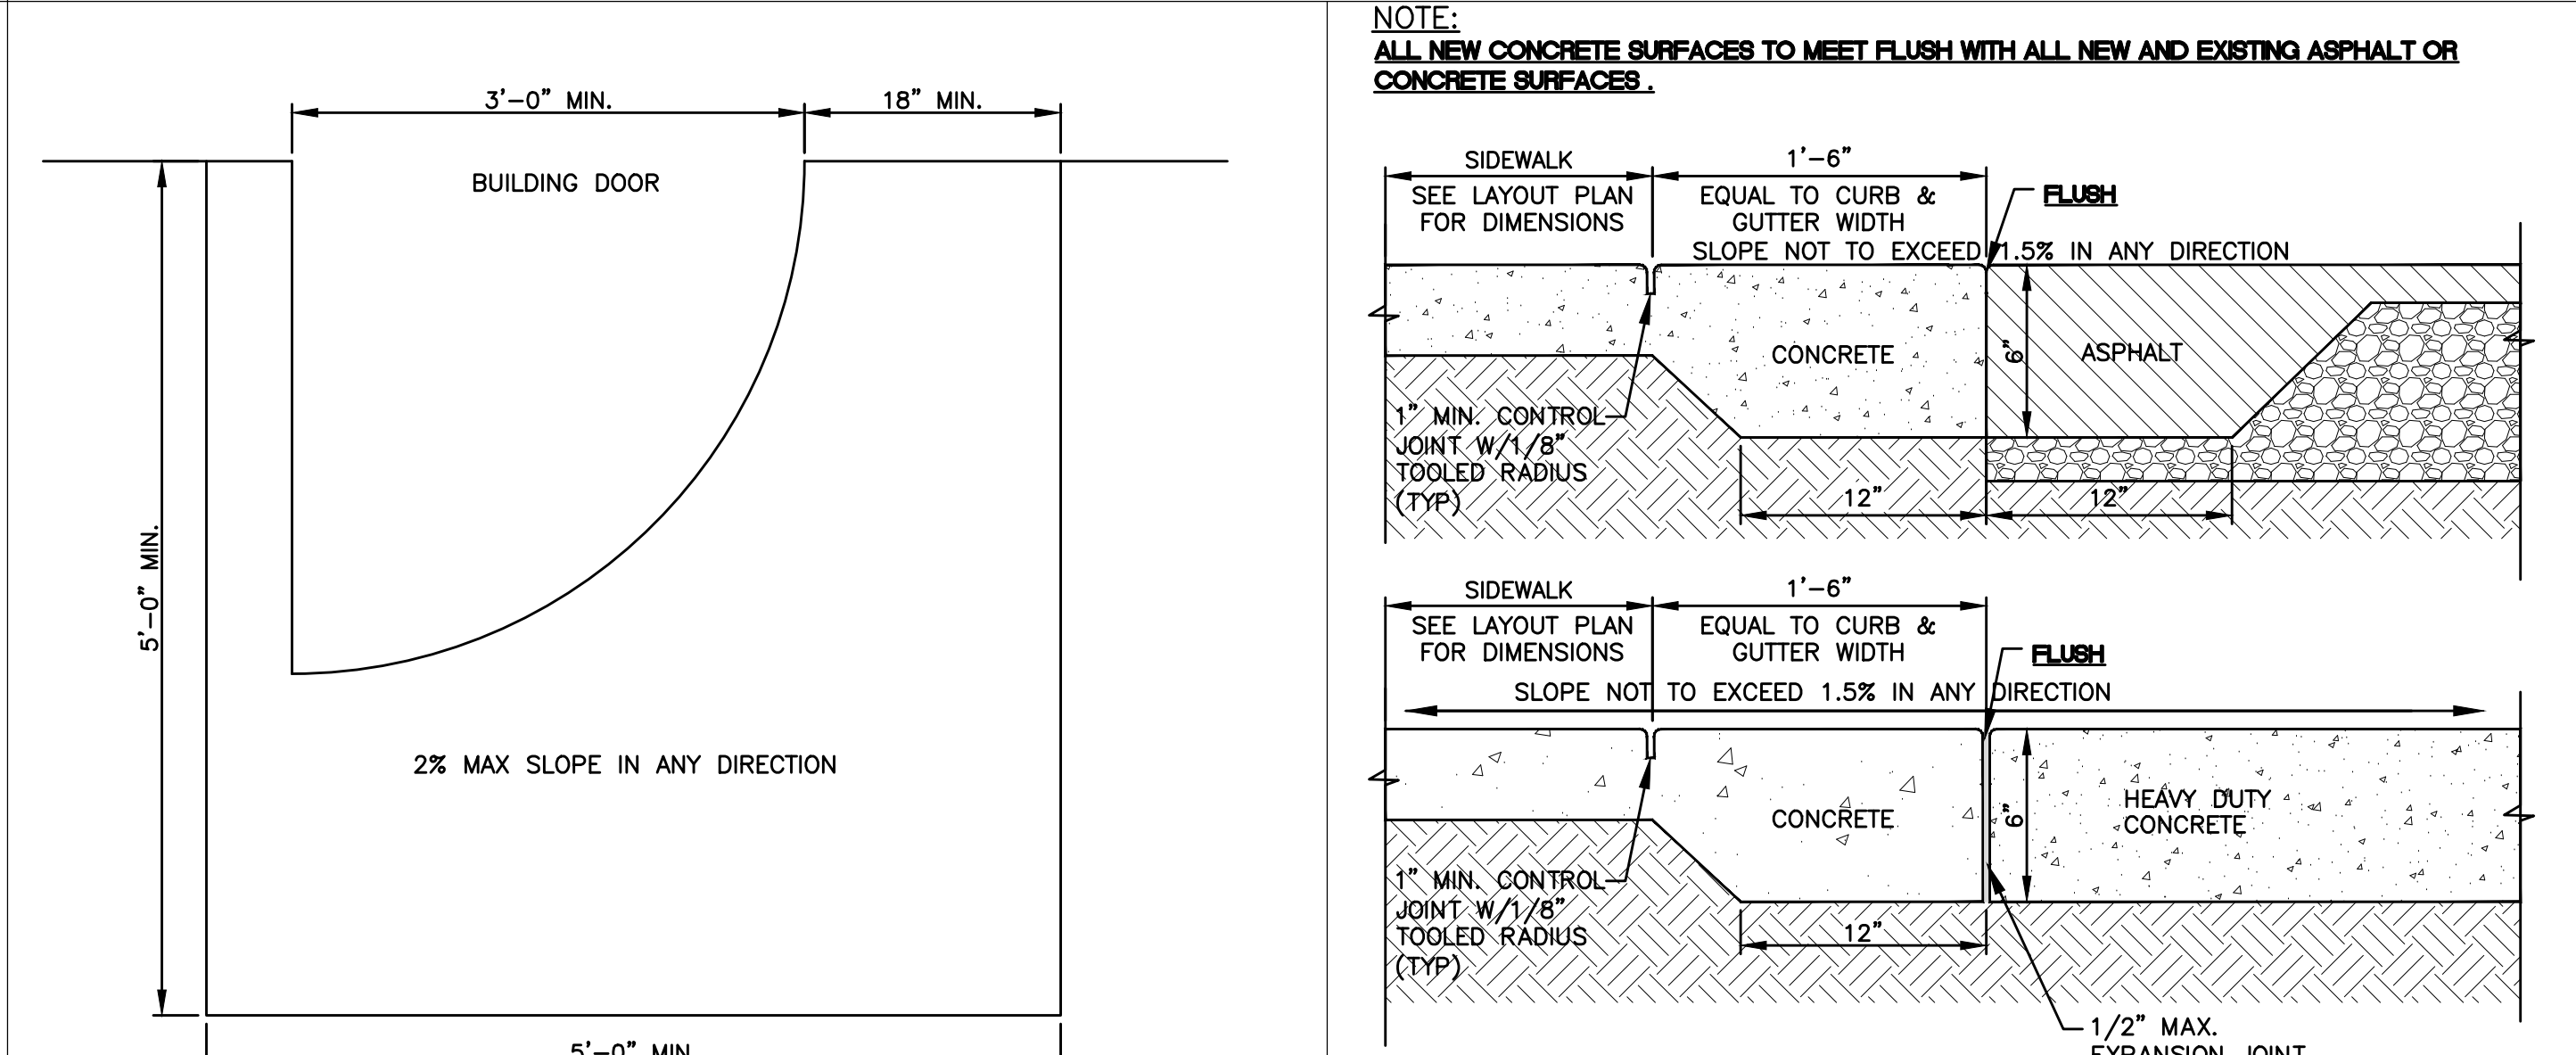 3'-0" MIN.
18" MIN.
BUILDING DOOR
5'-0" MIN.
2% MAX SLOPE IN ANY DIRECTION
5'-0" MIN.
NOTE:
ALL NEW CONCRETE SURFACES TO MEET FLUSH WITH ALL NEW AND EXISTING ASPHALT OR
CONCRETE SURFACES .
SIDEWALK
SEE LAYOUT PLAN
FOR DIMENSIONS
1'-6"
EQUAL TO CURB &
GUTTER WIDTH
FLUSH
SLOPE NOT TO EXCEED 1.5% IN ANY DIRECTION
CONCRETE
6"
ASPHALT
1" MIN. CONTROL
JOINT W/1/8"
TOOLED RADIUS
(TYP)
12"
12"
SIDEWALK
SEE LAYOUT PLAN
FOR DIMENSIONS
1'-6"
EQUAL TO CURB &
GUTTER WIDTH
FLUSH
SLOPE NOT TO EXCEED 1.5% IN ANY DIRECTION
CONCRETE
6"
HEAVY DUTY
CONCRETE
1" MIN. CONTROL
JOINT W/1/8"
TOOLED RADIUS
(TYP)
12"
1/2" MAX.
EXPANSION JOINT